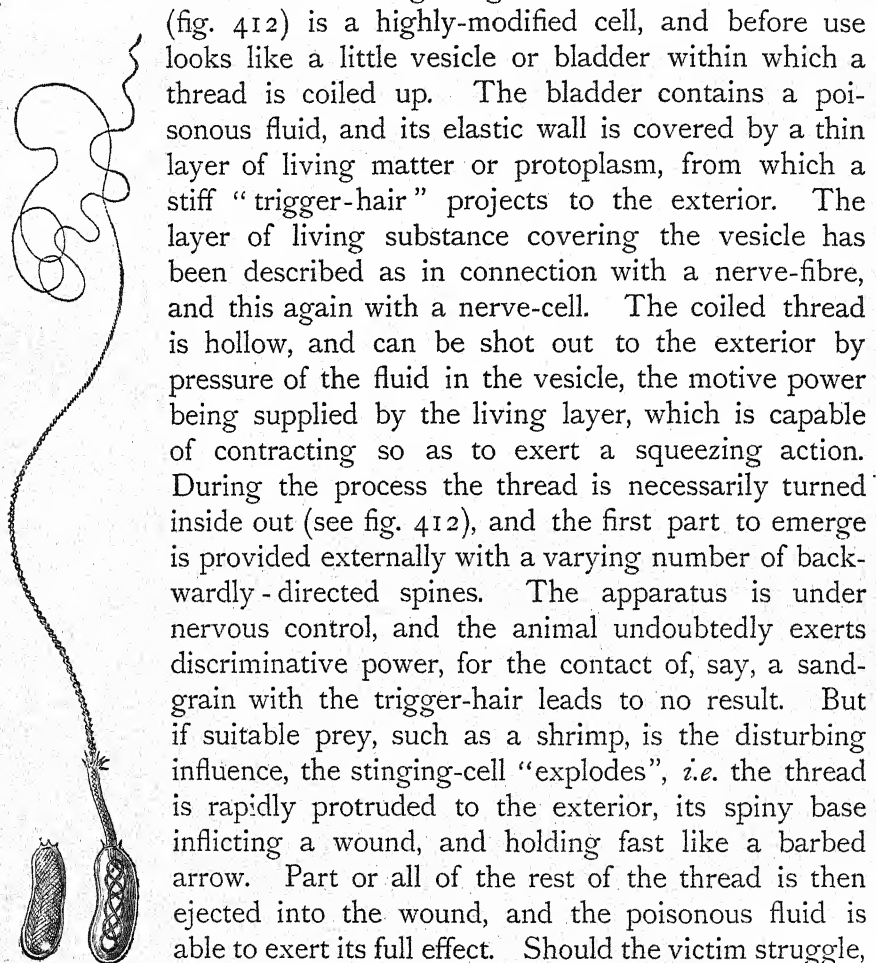 (fig. 412) is a highly-modified cell, and before use
looks like a little vesicle or bladder within which a
thread is coiled up. The bladder contains a poi-
sonous fluid, and its elastic wall is covered by a thin
layer of living matter or protoplasm, from which a
stiff “trigger-hair” projects to the exterior. The
layer of living substance covering the vesicle has
been described as in connection with a nerve-fibre,
and this again with a nerve-cell. The coiled thread
is hollow, and can be shot out to the exterior by
pressure of the fluid in the vesicle, the motive power
being supplied by the living layer, which is capable
of contracting so as to exert a squeezing action.
During the process the thread is necessarily turned
inside out (see fig. 412), and the first part to emerge
is provided externally with a varying number of back-
wardly-directed spines. The apparatus is under
nervous control, and the animal undoubtedly exerts
discriminative power, for the contact of, say, a sand-
grain with the trigger-hair leads to no result. But
if suitable prey, such as a shrimp, is the disturbing
influence, the stinging-cell “explodes”, i.e. the thread
is rapidly protruded to the exterior, its spiny base
inflicting a wound, and holding fast like a barbed
arrow. Part or all of the rest of the thread is then
ejected into the wound, and the poisonous fluid is
able to exert its full effect. Should the victim struggle,